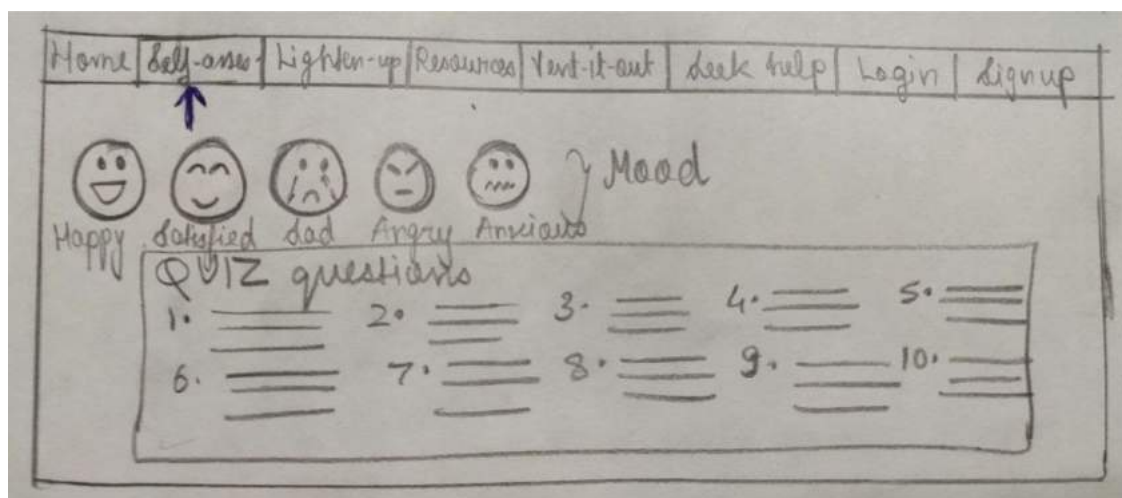 Home Self-asses Lighten-up Resources Vent-it-out Seek help Login Signup
Mood
Happy Satisfied Sad Angry Anxious
QUIZ questions
1. 2. 3. 4. 5.
6. 7. 8. 9. 10.